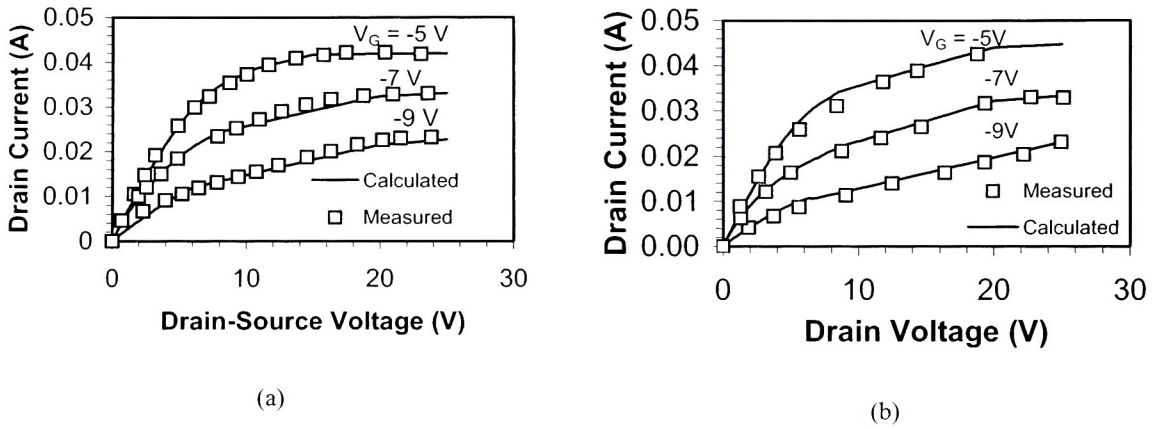 Drain Current (A)
0.05
0.04
0.03
0.02
0.01
0
V_G = -5 V
-7 V
-9 V
Calculated
Measured
0 10 20 30
Drain-Source Voltage (V)
(a)
Drain Current (A)
0.05
0.04
0.03
0.02
0.01
0.00
V_G = -5V
-7V
-9V
Measured
Calculated
0 10 20 30
Drain Voltage (V)
(b)